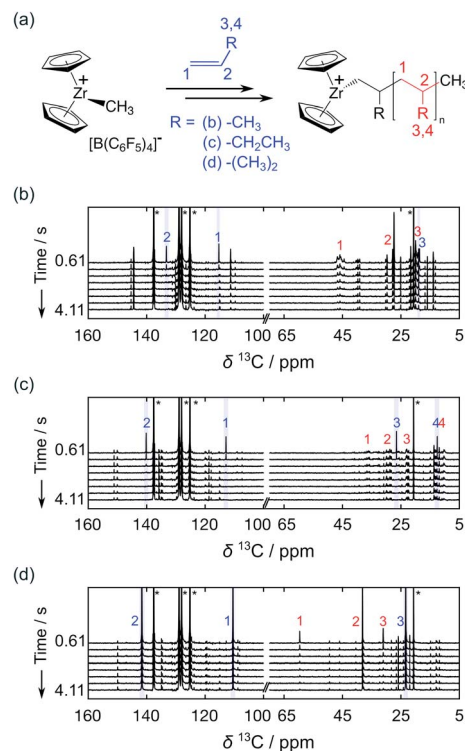 (a)
3,4
R
1
2
Zr
+
CH3
[B(C6F5)4]-
R = (b) -CH3
(c) -CH2CH3
(d) -(CH3)2
Zr
+
R
1
2
CH3
R
n
3,4
(b)
Time / s
0.61
4.11
2
*
*
*
1
1
2
3
3
*
160 140 120 100 65 45 25 5
δ 13C / ppm
(c)
Time / s
0.61
4.11
2
*
*
*
1
1
2
3
3
*
4
4
160 140 120 100 65 45 25 5
δ 13C / ppm
(d)
Time / s
0.61
4.11
2
*
*
*
1
1
2
3
3
*
160 140 120 100 65 45 25 5
δ 13C / ppm